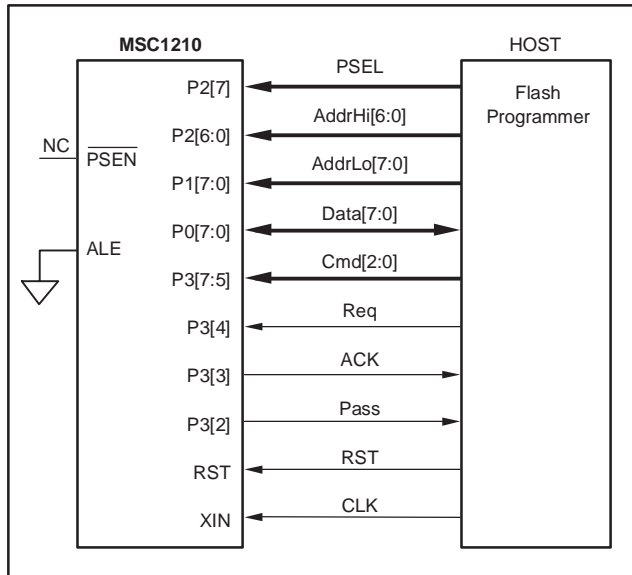 MSC1210 HOST
PSEL
P2[7]
Flash
Programmer
AddrHi[6:0]
P2[6:0]
NC
PSEN
AddrLo[7:0]
P1[7:0]
Data[7:0]
P0[7:0]
ALE
Cmd[2:0]
P3[7:5]
Req
P3[4]
ACK
P3[3]
Pass
P3[2]
RST
RST
CLK
XIN